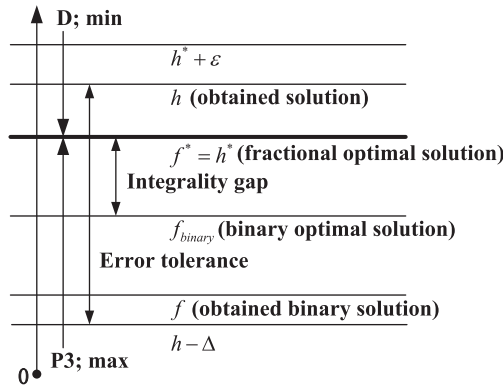 D; min
h* + ε
h (obtained solution)
f* = h* (fractional optimal solution)
Integrality gap
f_binary (binary optimal solution)
Error tolerance
f (obtained binary solution)
h − Δ
P3; max
0